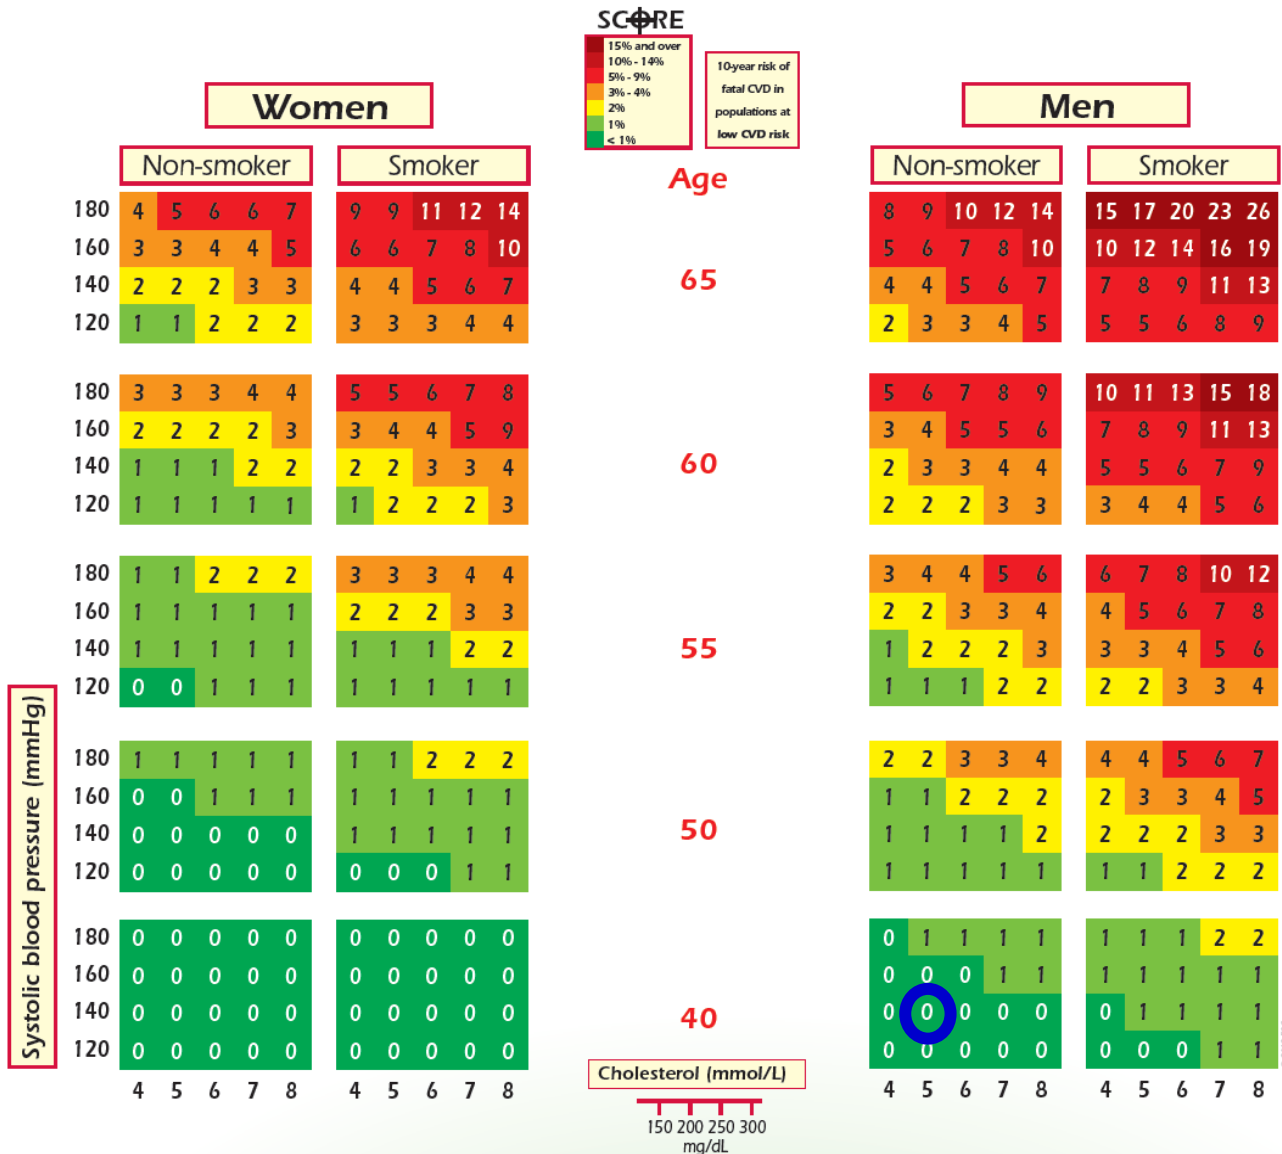 SCORE
15% and over
10% - 14%
5% - 9%
3% - 4%
2%
1%
< 1%
10-year risk of
fatal CVD in
populations at
low CVD risk
Women
Men
Non-smoker
Smoker
Age
Non-smoker
Smoker
180 4 5 6 6 7 9 9 11 12 14 8 9 10 12 14 15 17 20 23 26
160 3 3 4 4 5 6 6 7 8 10 5 6 7 8 10 10 12 14 16 19
65
140 2 2 2 3 3 4 4 5 6 7 4 4 5 6 7 7 8 9 11 13
120 1 1 2 2 2 3 3 3 4 4 2 3 3 4 5 5 5 6 8 9
180 3 3 3 4 4 5 5 6 7 8 5 6 7 8 9 10 11 13 15 18
160 2 2 2 2 3 3 4 4 5 9 3 4 5 5 6 7 8 9 11 13
60
140 1 1 1 2 2 2 2 3 3 4 2 3 3 4 4 5 5 6 7 9
120 1 1 1 1 1 1 2 2 2 3 2 2 2 3 3 3 4 4 5 6
180 1 1 2 2 2 3 3 3 4 4 3 4 4 5 6 6 7 8 10 12
160 1 1 1 1 1 2 2 2 3 3 2 2 3 3 4 4 5 6 7 8
55
140 1 1 1 1 1 1 1 1 2 2 1 2 2 2 3 3 3 4 5 6
120 0 0 1 1 1 1 1 1 1 1 1 1 1 2 2 2 2 3 3 4
180 1 1 1 1 1 1 1 2 2 2 2 2 3 3 4 4 4 5 6 7
160 0 0 1 1 1 1 1 1 1 1 1 1 2 2 2 2 3 3 4 5
50
140 0 0 0 0 0 1 1 1 1 1 1 1 1 1 2 2 2 2 3 3
120 0 0 0 0 0 0 0 0 1 1 1 1 1 1 1 1 1 2 2 2
180 0 0 0 0 0 0 0 0 0 0 0 1 1 1 1 1 1 1 2 2
160 0 0 0 0 0 0 0 0 0 0 0 0 0 1 1 1 1 1 1 1
40
140 0 0 0 0 0 0 0 0 0 0 0 0 0 0 0 0 1 1 1 1
120 0 0 0 0 0 0 0 0 0 0 0 0 0 0 0 0 0 0 1 1
4 5 6 7 8 4 5 6 7 8 4 5 6 7 8 4 5 6 7 8
Systolic blood pressure (mmHg)
Cholesterol (mmol/L)
150 200 250 300
mg/dL